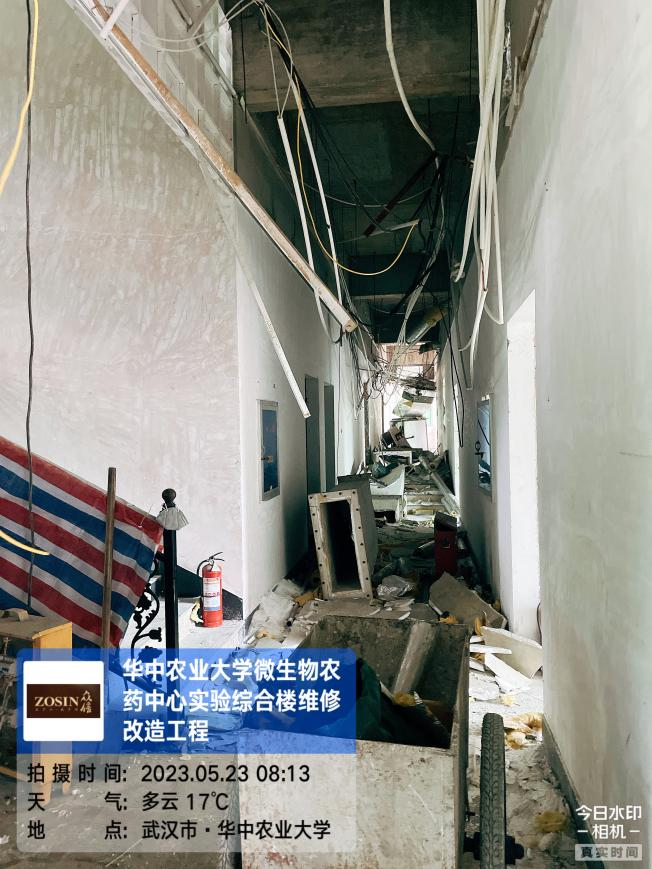 华中农业大学微生物农
药中心实验综合楼维修
改造工程
ZOSIN 众信
拍摄时间: 2023.05.23 08:13
天气: 多云 17℃
地点: 武汉市·华中农业大学
今日水印
-相机-
真实时间